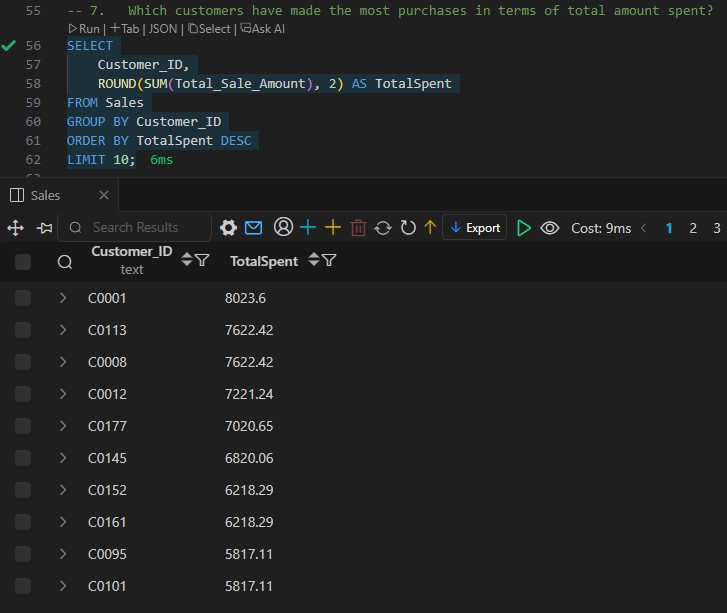 55 -- 7. Which customers have made the most purchases in terms of total amount spent?
Run | +Tab | JSON | Select | Ask AI
56 SELECT
57 Customer_ID,
58 ROUND(SUM(Total_Sale_Amount), 2) AS TotalSpent
59 FROM Sales
60 GROUP BY Customer_ID
61 ORDER BY TotalSpent DESC
62 LIMIT 10; 6ms
Sales
Search Results Export Cost: 9ms 1 2 3
Customer_ID TotalSpent
text
C0001 8023.6
C0113 7622.42
C0008 7622.42
C0012 7221.24
C0177 7020.65
C0145 6820.06
C0152 6218.29
C0161 6218.29
C0095 5817.11
C0101 5817.11